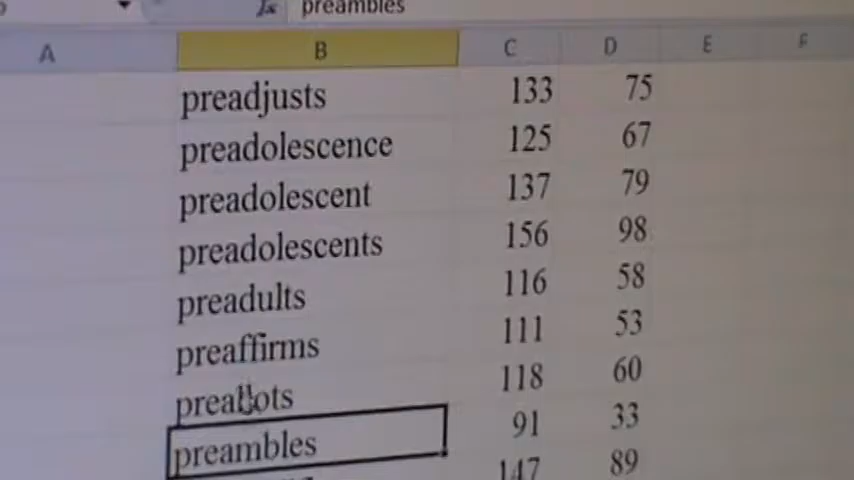 fx preambles
A B C D E F
preadjusts 133 75
preadolescence 125 67
preadolescent 137 79
preadolescents 156 98
preadults 116 58
preaffirms 111 53
preallots 118 60
preambles 91 33
147 89